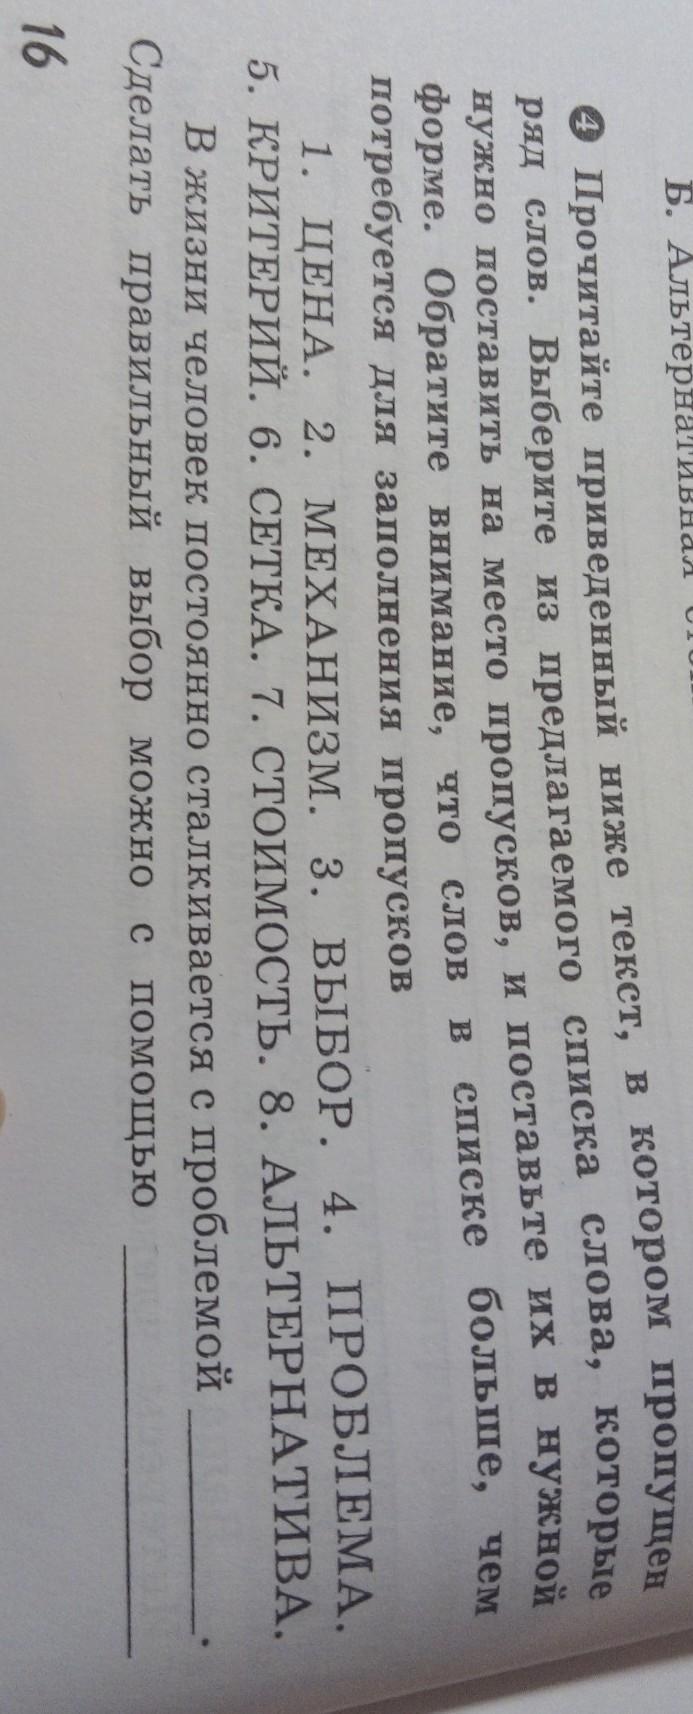 Б. Альтернативная
④ Прочитайте приведенный ниже текст, в котором пропущен
ряд слов. Выберите из предлагаемого списка слова, которые
нужно поставить на место пропусков, и поставьте их в нужной
форме. Обратите внимание, что слов в списке больше, чем
потребуется для заполнения пропусков
1. ЦЕНА. 2. МЕХАНИЗМ. 3. ВЫБОР. 4. ПРОБЛЕМА.
5. КРИТЕРИЙ. 6. СЕТКА. 7. СТОИМОСТЬ. 8. АЛЬТЕРНАТИВА.
В жизни человек постоянно сталкивается с проблемой ______.
Сделать правильный выбор можно с помощью ______
16